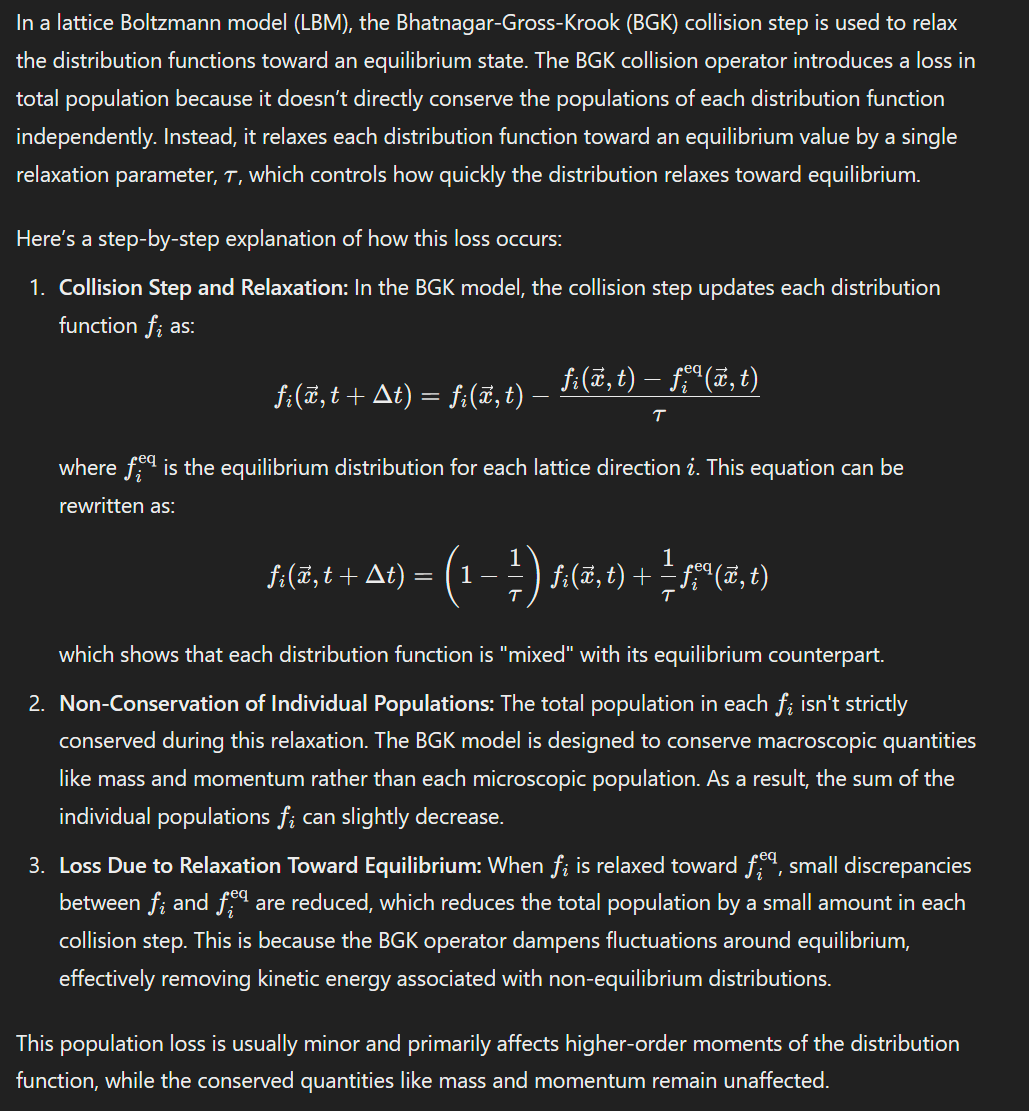 In a lattice Boltzmann model (LBM), the Bhatnagar-Gross-Krook (BGK) collision step is used to relax
the distribution functions toward an equilibrium state. The BGK collision operator introduces a loss in
total population because it doesn't directly conserve the populations of each distribution function
independently. Instead, it relaxes each distribution function toward an equilibrium value by a single
relaxation parameter, τ, which controls how quickly the distribution relaxes toward equilibrium.
Here's a step-by-step explanation of how this loss occurs:
1. Collision Step and Relaxation: In the BGK model, the collision step updates each distribution
function $f_i$ as:
$f_i(\vec{x}, t + \Delta t) = f_i(\vec{x}, t) - \frac{f_i(\vec{x}, t) - f_i^{\text{eq}}(\vec{x}, t)}{\tau}$
where $f_i^{\text{eq}}$ is the equilibrium distribution for each lattice direction $i$. This equation can be
rewritten as:
$f_i(\vec{x}, t + \Delta t) = \left(1 - \frac{1}{\tau}\right) f_i(\vec{x}, t) + \frac{1}{\tau} f_i^{\text{eq}}(\vec{x}, t)$
which shows that each distribution function is "mixed" with its equilibrium counterpart.
2. Non-Conservation of Individual Populations: The total population in each $f_i$ isn't strictly
conserved during this relaxation. The BGK model is designed to conserve macroscopic quantities
like mass and momentum rather than each microscopic population. As a result, the sum of the
individual populations $f_i$ can slightly decrease.
3. Loss Due to Relaxation Toward Equilibrium: When $f_i$ is relaxed toward $f_i^{\text{eq}}$, small discrepancies
between $f_i$ and $f_i^{\text{eq}}$ are reduced, which reduces the total population by a small amount in each
collision step. This is because the BGK operator dampens fluctuations around equilibrium,
effectively removing kinetic energy associated with non-equilibrium distributions.
This population loss is usually minor and primarily affects higher-order moments of the distribution
function, while the conserved quantities like mass and momentum remain unaffected.